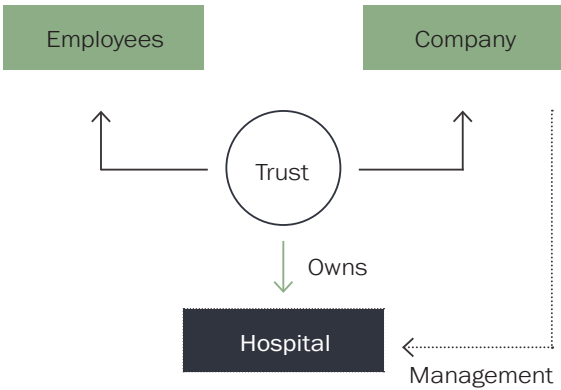 Employees
Company
Trust
Owns
Hospital
Management